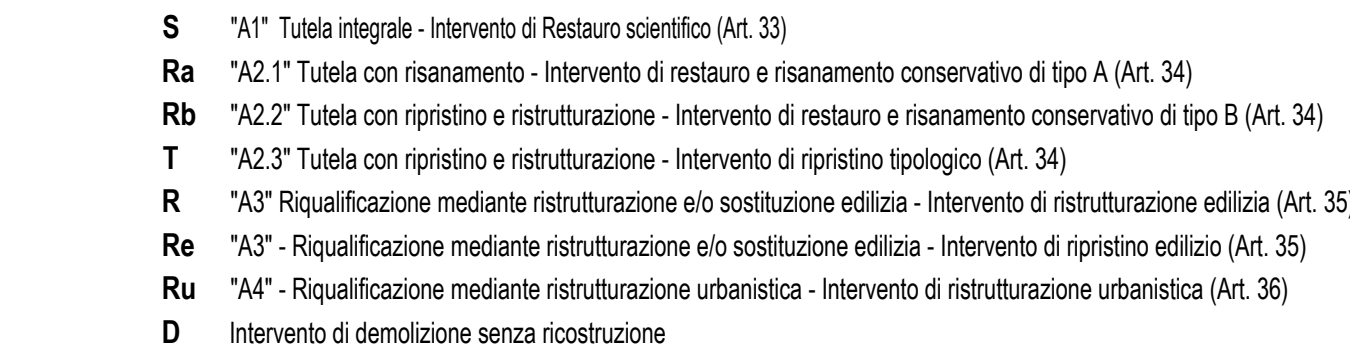 S "A1" Tutela integrale - Intervento di Restauro scientifico (Art. 33)
Ra "A2.1" Tutela con risanamento - Intervento di restauro e risanamento conservativo di tipo A (Art. 34)
Rb "A2.2" Tutela con ripristino e ristrutturazione - Intervento di restauro e risanamento conservativo di tipo B (Art. 34)
T "A2.3" Tutela con ripristino e ristrutturazione - Intervento di ripristino tipologico (Art. 34)
R "A3" Riqualificazione mediante ristrutturazione e/o sostituzione edilizia - Intervento di ristrutturazione edilizia (Art. 35)
Re "A3" - Riqualificazione mediante ristrutturazione e/o sostituzione edilizia - Intervento di ripristino edilizio (Art. 35)
Ru "A4" - Riqualificazione mediante ristrutturazione urbanistica - Intervento di ristrutturazione urbanistica (Art. 36)
D Intervento di demolizione senza ricostruzione